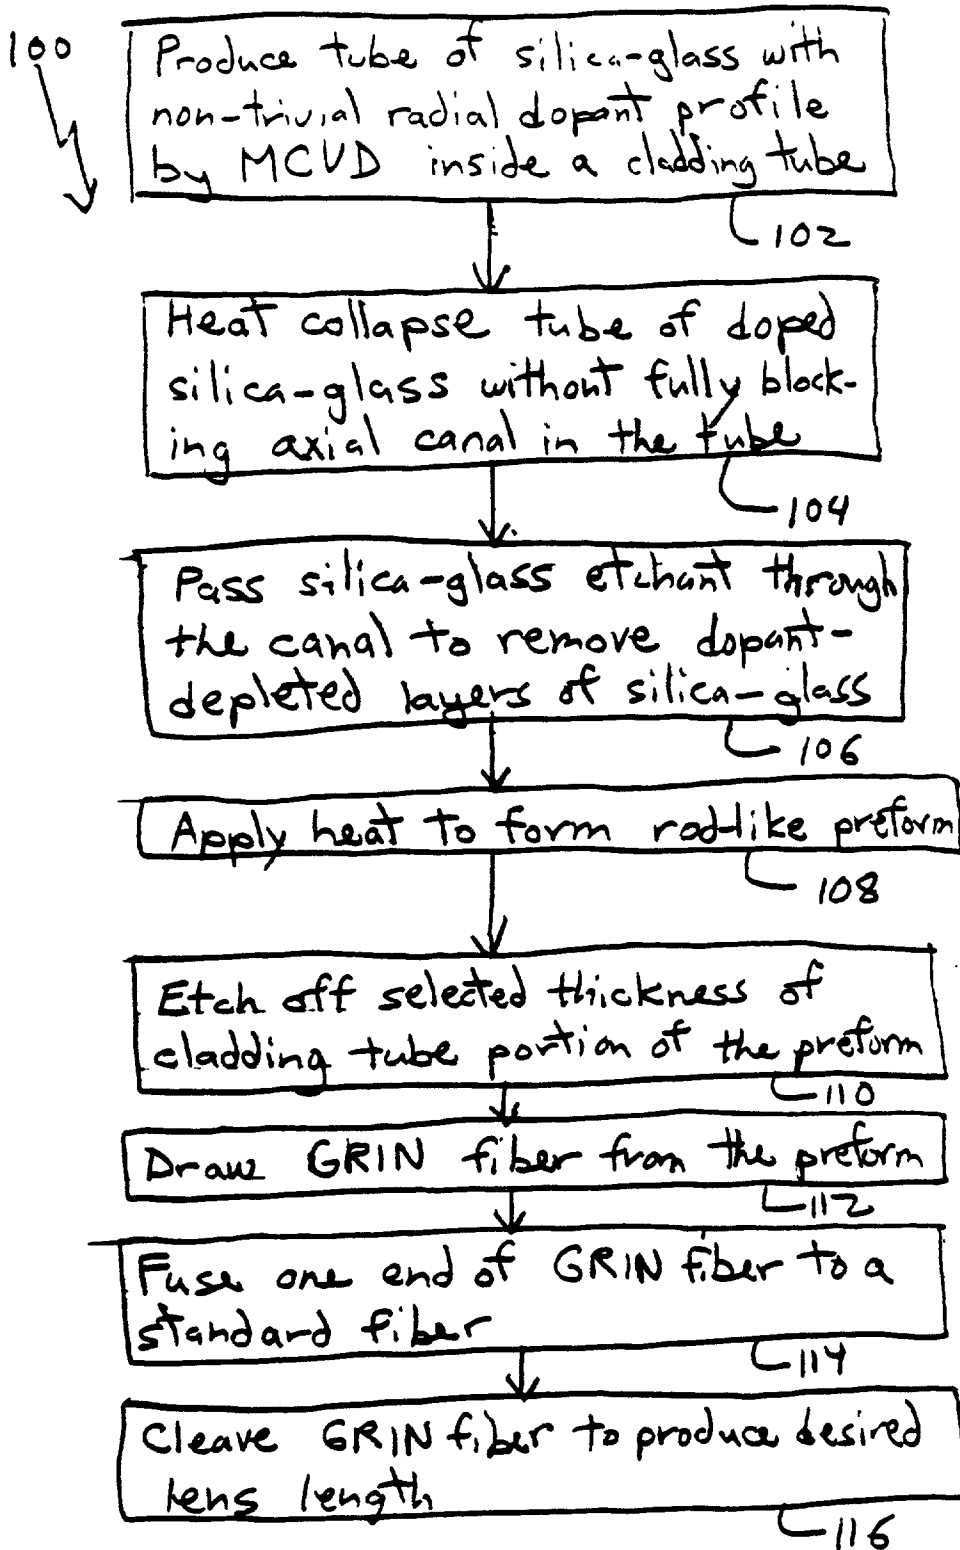 100
Produce tube of silica-glass with
non-trivial radial dopant profile
by MCVD inside a cladding tube
102
Heat collapse tube of doped
silica-glass without fully block-
ing axial canal in the tube
104
Pass silica-glass etchant through
the canal to remove dopant-
depleted layers of silica-glass
106
Apply heat to form rod-like preform
108
Etch off selected thickness of
cladding tube portion of the preform
110
Draw GRIN fiber from the preform
112
Fuse one end of GRIN fiber to a
standard fiber
114
Cleave GRIN fiber to produce desired
lens length
116